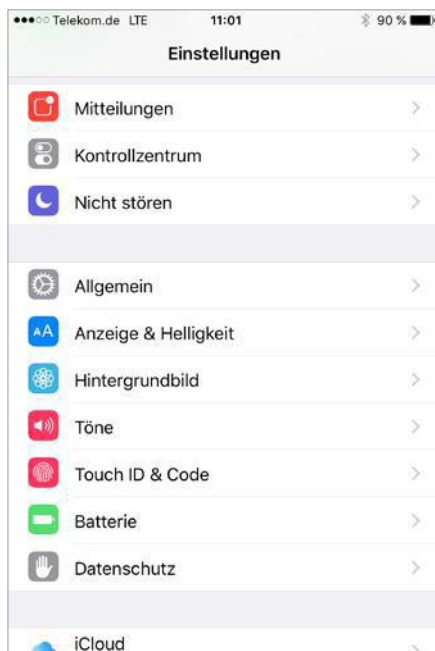 Telekom.de LTE 11:01 90 %
Einstellungen
Mitteilungen
Kontrollzentrum
Nicht stören
Allgemein
AA Anzeige & Helligkeit
Hintergrundbild
Töne
Touch ID & Code
Batterie
Datenschutz
iCloud